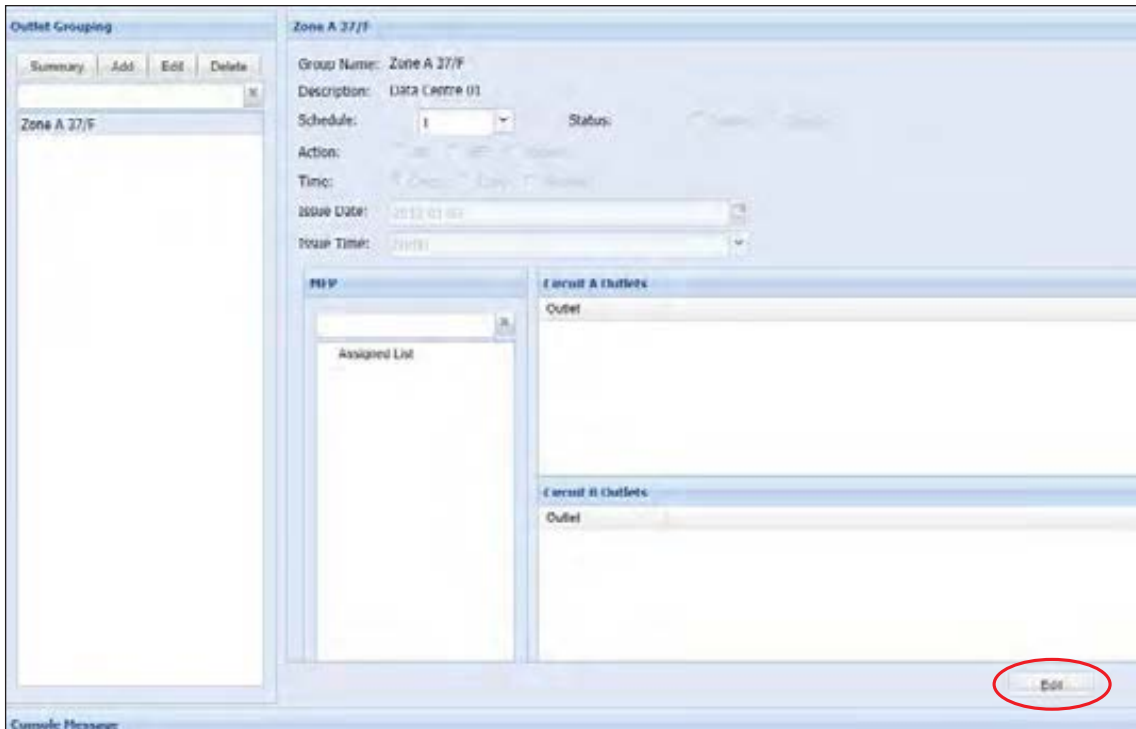 Outlet Grouping
Summary Add Edit Delete
Zone A 37/F
Zone A 37/F
Group Name: Zone A 37/F
Description: Data Centre 01
Schedule: 1 Status:
Action:
Time:
Issue Date:
Issue Time:
Assigned List
Circuit A Outlets
Outlet
Circuit B Outlets
Outlet
Edit
Console Message